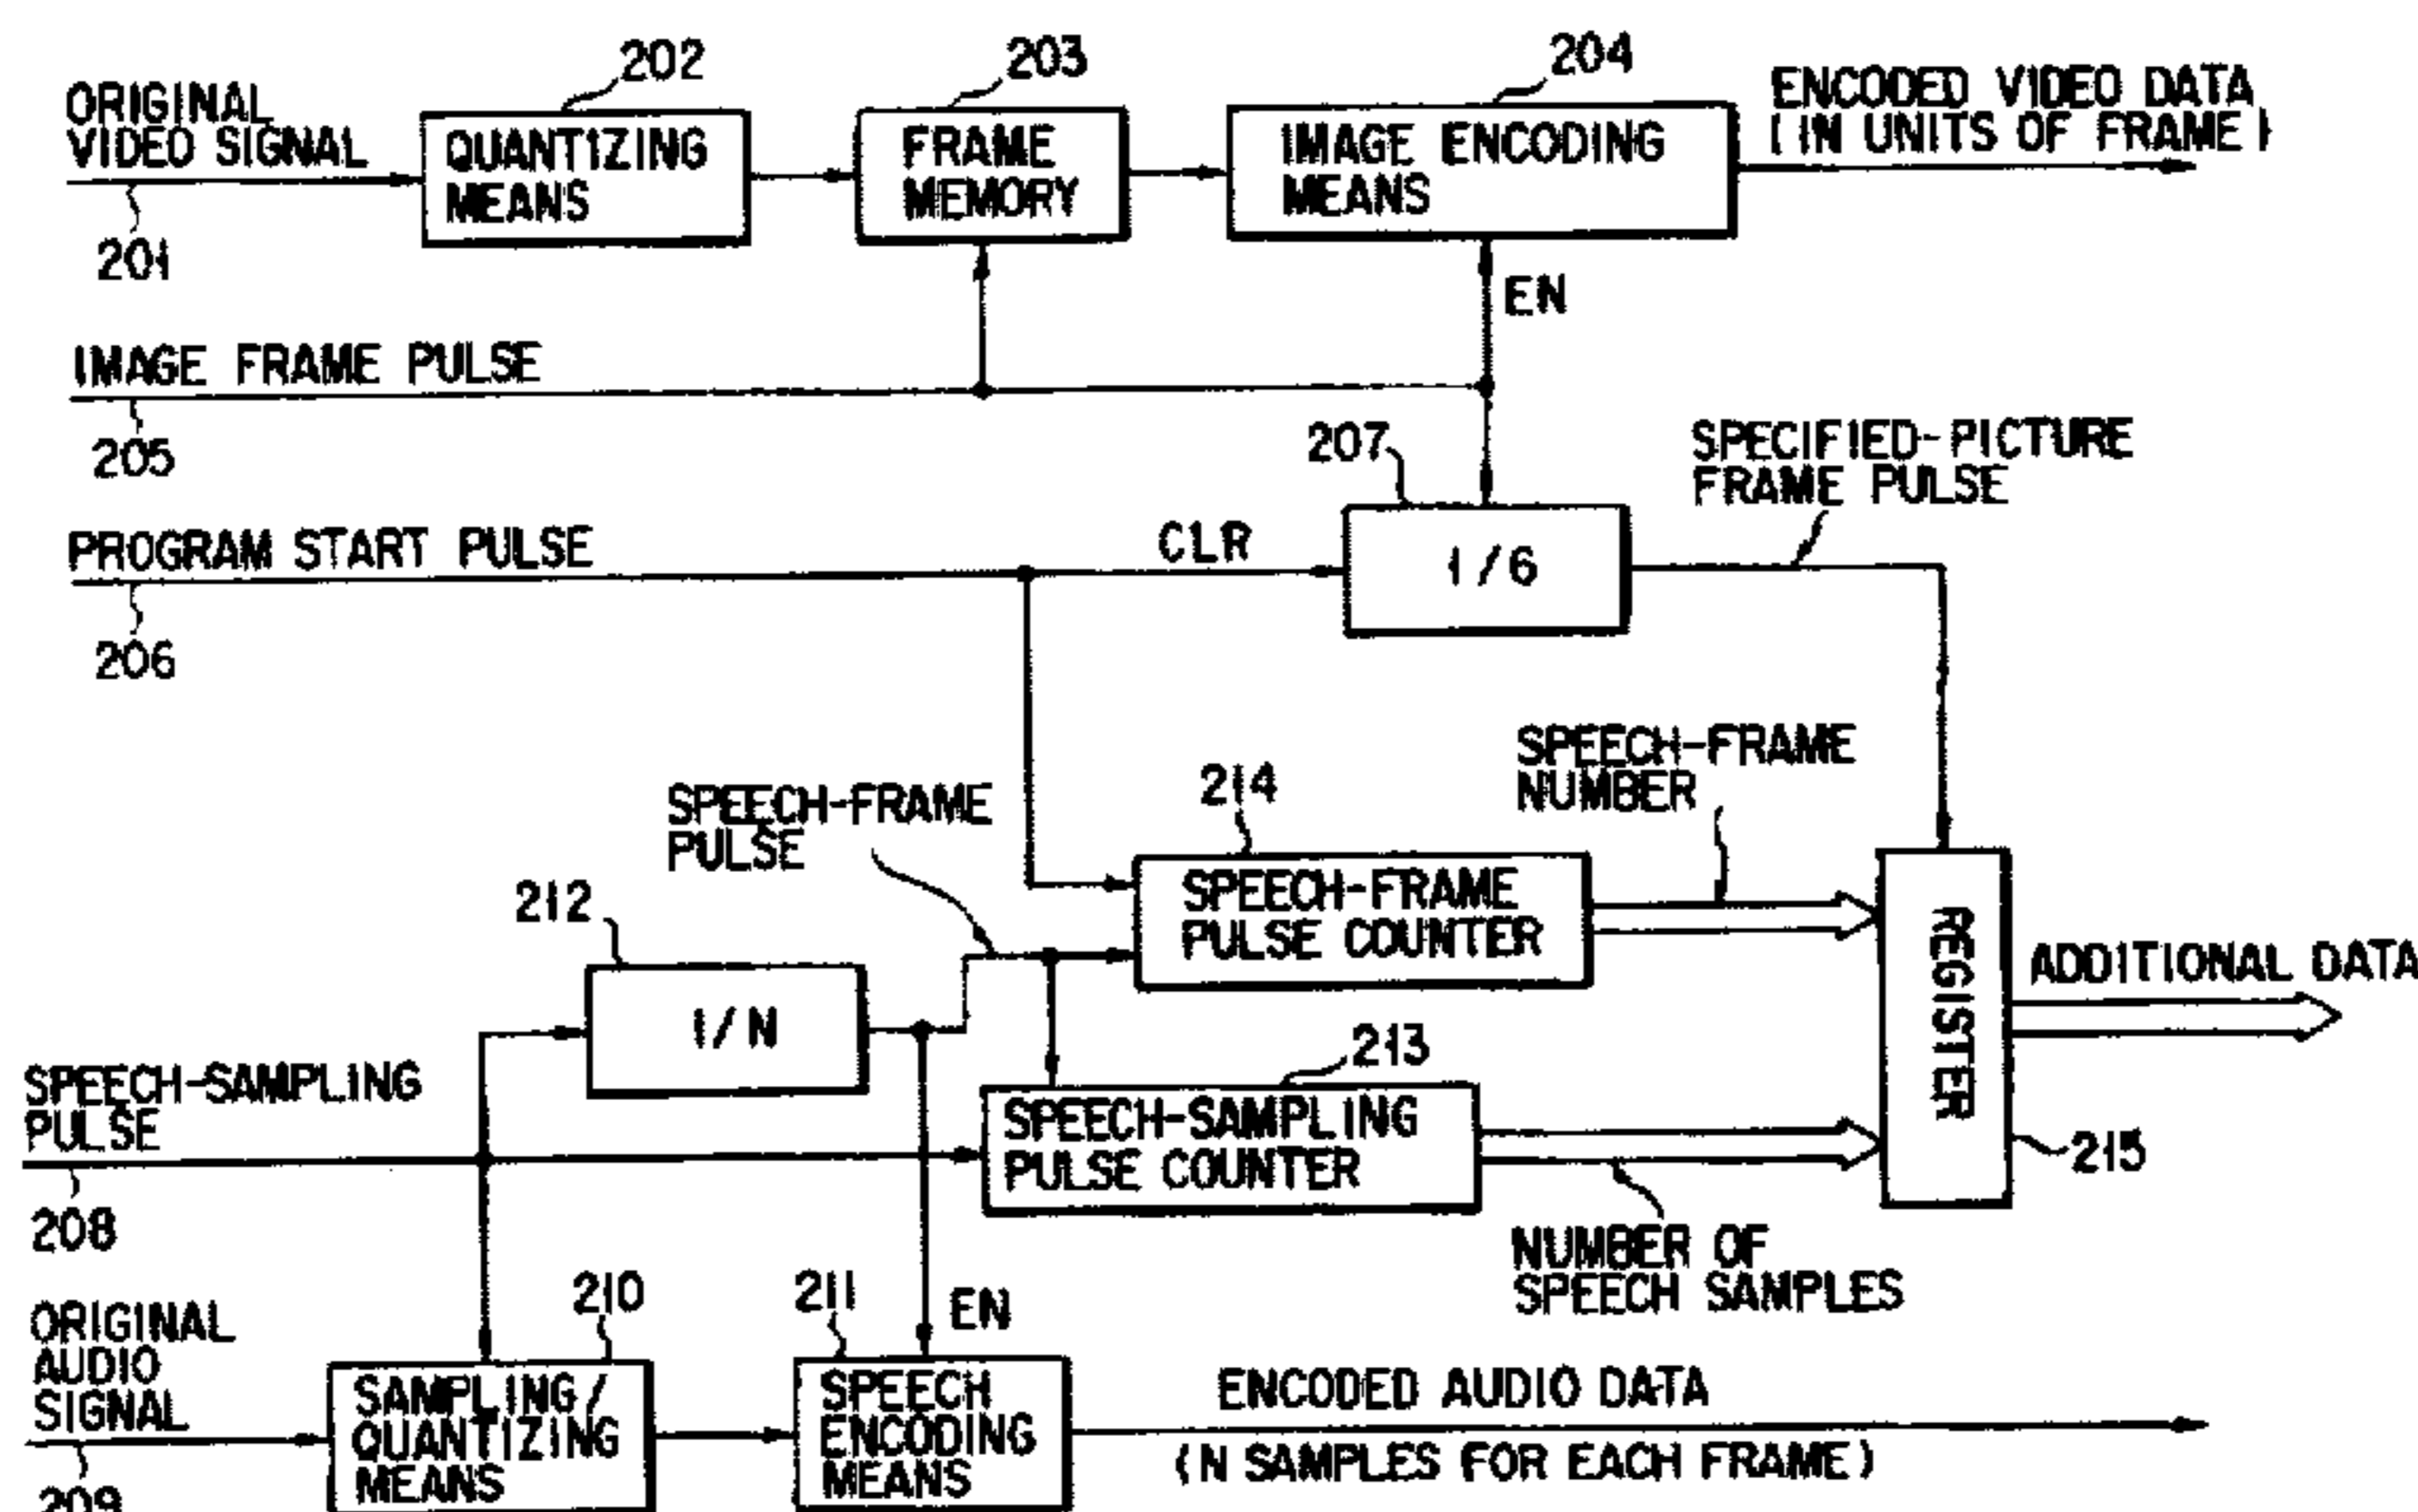 202
203
204
ORIGINAL
VIDEO SIGNAL
QUANTIZING
MEANS
FRAME
MEMORY
IMAGE ENCODING
MEANS
ENCODED VIDEO DATA
(IN UNITS OF FRAME)
201
EN
IMAGE FRAME PULSE
205
207
SPECIFIED-PICTURE
FRAME PULSE
PROGRAM START PULSE
CLR
1/6
206
SPEECH-FRAME
PULSE
214
SPEECH-FRAME
NUMBER
212
SPEECH-FRAME
PULSE COUNTER
REGISTER
ADDITIONAL DATA
1/N
213
SPEECH-SAMPLING
PULSE
SPEECH-SAMPLING
PULSE COUNTER
215
208
NUMBER OF
SPEECH SAMPLES
210
211
EN
ORIGINAL
AUDIO
SIGNAL
SAMPLING/
QUANTIZING
MEANS
SPEECH
ENCODING
MEANS
ENCODED AUDIO DATA
(N SAMPLES FOR EACH FRAME)
209